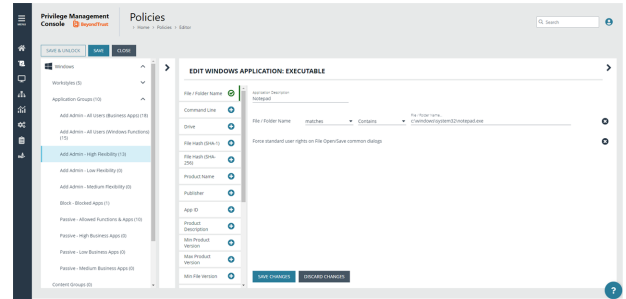 MENU
Privilege Management
Console BeyondTrust
Policies
> Home > Policies > Editor
Search
SAVE & UNLOCK
SAVE
CLOSE
Windows
Workstyles (5)
Application Groups (10)
Add Admin - All Users (Business Apps) (19)
Add Admin - All Users (Windows Functions)
(15)
Add Admin - High Flexibility (13)
Add Admin - Low Flexibility (0)
Add Admin - Medium Flexibility (0)
Block - Blocked Apps (1)
Passive - Allowed Functions & Apps (10)
Passive - High Business Apps (0)
Passive - Low Business Apps (0)
Passive - Medium Business Apps (0)
Content Groups (0)
EDIT WINDOWS APPLICATION: EXECUTABLE
File / Folder Name
Command Line
Drive
File Hash (SHA-1)
File Hash (SHA-
256)
Product Name
Publisher
App ID
Product
Description
Min Product
Version
Max Product
Version
Min File Version
Application Description
Notepad
File / Folder Name
matches
Contains
File / Folder Name
c:\windows\system32\notepad.exe
Force standard user rights on File Open/Save common dialogs
SAVE CHANGES
DISCARD CHANGES
?